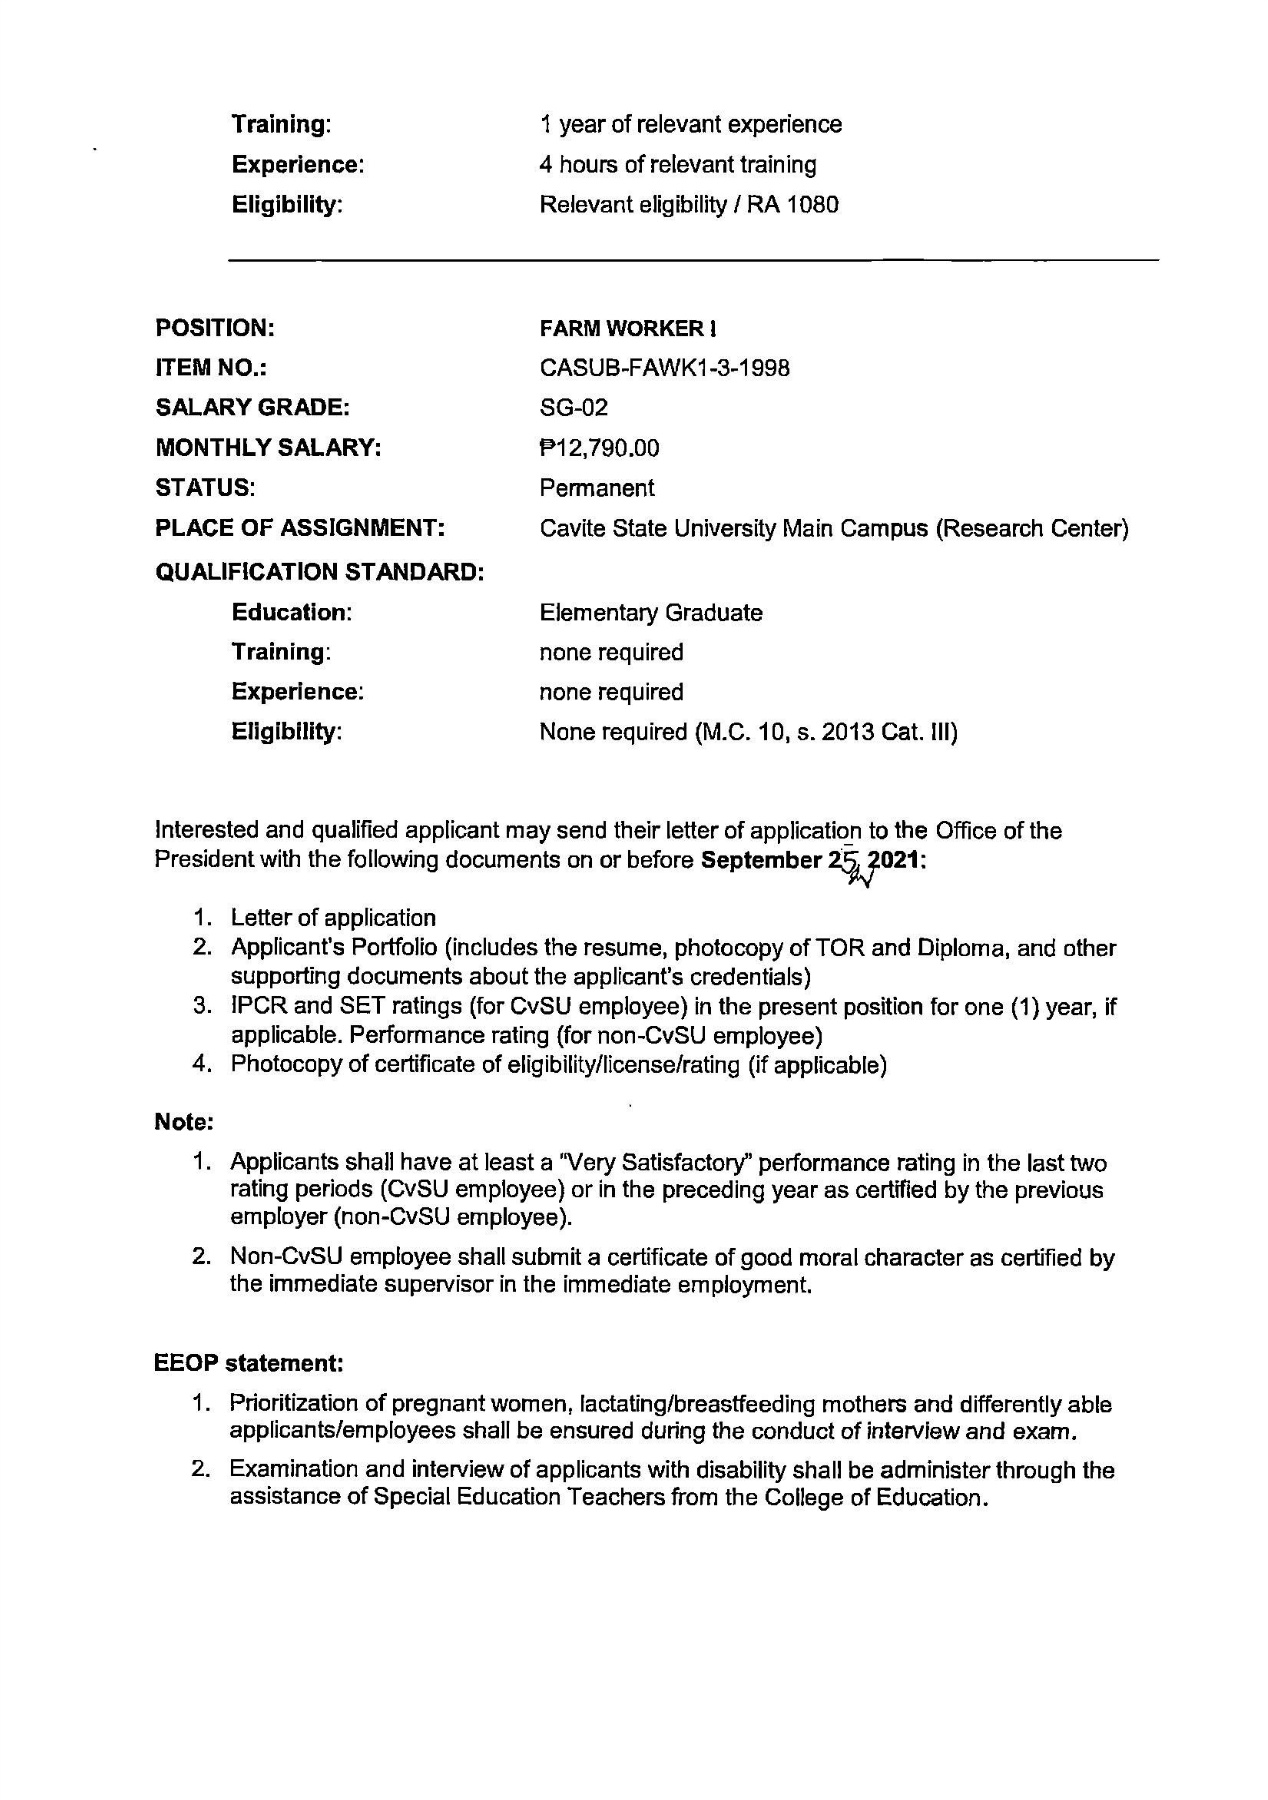 Training: 1 year of relevant experience
Experience: 4 hours of relevant training
Eligibility: Relevant eligibility / RA 1080
POSITION: FARM WORKER I
ITEM NO.: CASUB-FAWK1-3-1998
SALARY GRADE: SG-02
MONTHLY SALARY: ₱12,790.00
STATUS: Permanent
PLACE OF ASSIGNMENT: Cavite State University Main Campus (Research Center)
QUALIFICATION STANDARD:
Education: Elementary Graduate
Training: none required
Experience: none required
Eligibility: None required (M.C. 10, s. 2013 Cat. III)
Interested and qualified applicant may send their letter of application to the Office of the
President with the following documents on or before September 25, 2021:
1. Letter of application
2. Applicant's Portfolio (includes the resume, photocopy of TOR and Diploma, and other
supporting documents about the applicant's credentials)
3. IPCR and SET ratings (for CvSU employee) in the present position for one (1) year, if
applicable. Performance rating (for non-CvSU employee)
4. Photocopy of certificate of eligibility/license/rating (if applicable)
Note:
1. Applicants shall have at least a "Very Satisfactory" performance rating in the last two
rating periods (CvSU employee) or in the preceding year as certified by the previous
employer (non-CvSU employee).
2. Non-CvSU employee shall submit a certificate of good moral character as certified by
the immediate supervisor in the immediate employment.
EEOP statement:
1. Prioritization of pregnant women, lactating/breastfeeding mothers and differently able
applicants/employees shall be ensured during the conduct of interview and exam.
2. Examination and interview of applicants with disability shall be administer through the
assistance of Special Education Teachers from the College of Education.